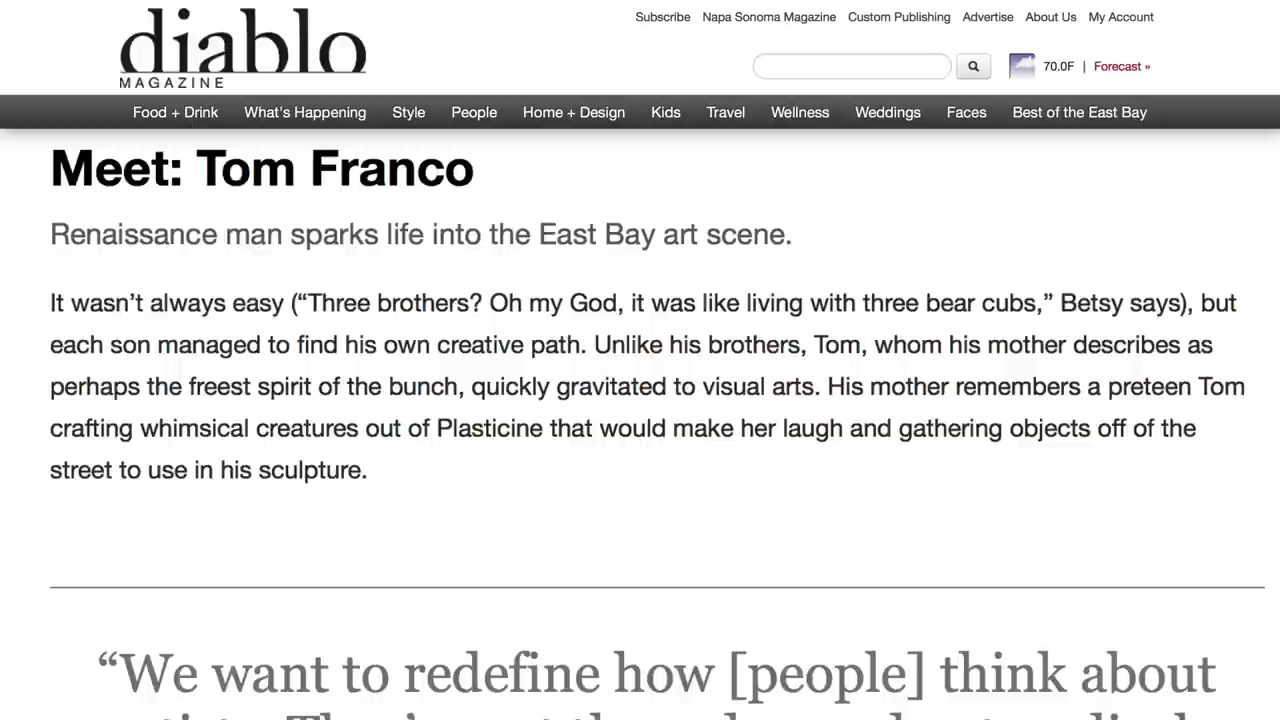 diablo
MAGAZINE
Subscribe Napa Sonoma Magazine Custom Publishing Advertise About Us My Account
70.0F | Forecast »
Food + Drink What's Happening Style People Home + Design Kids Travel Wellness Weddings Faces Best of the East Bay
Meet: Tom Franco
Renaissance man sparks life into the East Bay art scene.
It wasn’t always easy (“Three brothers? Oh my God, it was like living with three bear cubs,” Betsy says), but
each son managed to find his own creative path. Unlike his brothers, Tom, whom his mother describes as
perhaps the freest spirit of the bunch, quickly gravitated to visual arts. His mother remembers a preteen Tom
crafting whimsical creatures out of Plasticine that would make her laugh and gathering objects off of the
street to use in his sculpture.
“We want to redefine how [people] think about